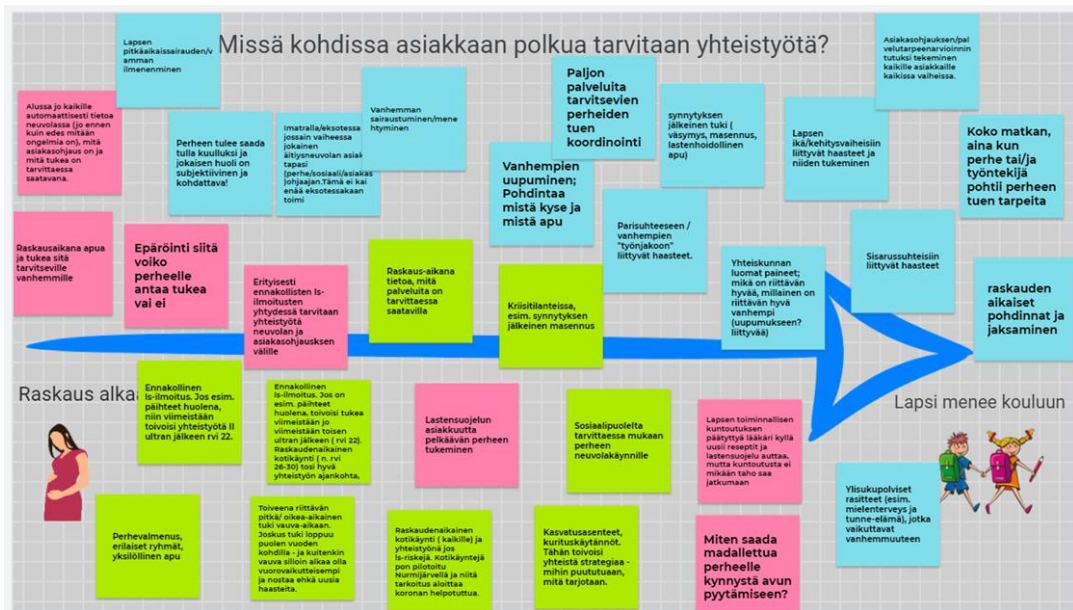 Missä kohdissa asiakkaan polkua tarvitaan yhteistyötä?
Lapsen
pitkäaikaissairauden/v
amman
ilmenenminen
Alussa jo kaikille
automaattisesti tietoa
neuvolassa (jo ennen
kuin edes mitään
ongelmia on), mitä
asiakasohjaus on ja
mitä tukea on
tarvittaessa
saatavana.
Perheen tulee saada
tulla kuulluksi ja
jokaisen huoli on
subjektiivinen ja
kohdattava!
Imatralla/eksotessa
jossain vaiheessa
jokainen
äitiysneuvolan asiak
tapasi
(perhe/sosiaali/asiakas
johjaajan.Tämä ei kai
enää eksotessakaan
toimi
Vanhemman
sairastuminen/mene
htyminen
Vanhempien
uupuminen;
Pohdintaa
mistä kyse ja
mistä apu
Paljon
palveluita
tarvitsevien
perheiden
tuen
koordinointi
synnytyksen
jälkeinen tuki (
väsymys, masennus,
lastenhoidollinen
apu)
Lapsen
ikä/kehitysvaiheisiin
liittyvät haasteet ja
niiden tukeminen
Asiakasohjauksen/pal
velutarpeenarvioinnin
tutuksi tekeminen
kaikille asiakkaille
kaikissa vaiheissa.
Koko matkan,
aina kun
perhe tai/ja
työntekijä
pohtii perheen
tuen tarpeita
Raskausaikana apua
ja tukea sitä
tarvitseville
vanhemmille
Epäröinti siitä
voiko
perheelle
antaa tukea
vai ei
Erityisesti
ennakollisten ls-
ilmoitusten
yhtydessä tarvitaan
yhteistyötä
neuvolan ja
asiakasohjausksen
välille
Raskaus-aikana
tietoa, mitä
palveluita on
tarvittaessa
saatavilla
Kriisitilanteissa,
esim. synnytyksen
jälkeinen masennus
Parisuhteeseen /
vanhempien
"työnjakoon"
liittyvät haasteet.
Yhteiskunnan
luomat paineet;
mikä on riittävän
hyvää, millainen on
riittävän hyvä
vanhempi
(uupumukseen?
liittyvää)
Sisarussuhteisiin
liittyvät haasteet
raskauden
aikaiset
pohdinnat ja
jaksaminen
Raskaus alkaa
Lapsi menee kouluun
Ennakollinen
ls-ilmoitus. Jos esim.
päihteet huolena,
niin viimeistään
toivoisi yhteistyötä II
ultran jälkeen rvi 22.
Ennakollinen
ls-ilmoitus. Jos on
esim. päihteet
huolena, toivoisi tukea
viimeistään jo
viimeistään toisen
ultran jälkeen ( rvi 22).
Raskaudenaikainen
kotikäynti ( n. rvi
26-30) tosi hyvä
yhteistyön ajankohta,
Lastensuojelun
asiakkuutta
pelkäävän perheen
tukeminen
Sosiaalipuolelta
tarvittaessa mukaan
perheen
neuvolakäynnille
Lapsen toiminnallisen
kuntoutuksen
päätyttyä lääkäri kyllä
uusii reseptit ja
lastensuojelu auttaa,
mutta kuntoutusta ei
mikään taho saa
jatkumaan
Ylisukupolviset
rasitteet (esim.
mielenterveys ja
tunne-elämä), jotka
vaikuttavat
vanhemmuuteen
Perhevalmenus,
erilaiset ryhmät,
yksilöllinen apu
Toiveena riittävän
pitkä/ oikea-aikainen
tuki vauva-aikaan.
Joskus tuki loppuu
puolen vuoden
kohdilla - ja kuitenkin
vauva silloin alkaa olla
vuorovaikutteisempi
ja nostaa ehkä uusia
haasteita.
Raskaudenaikainen
kotikäynti ( kaikille) ja
yhteistyönä jos
ls-riskejä. Kotikäyntejä
pon pilotoitu
Nurmijärvellä ja niitä
tarkoitus aloittaa
koronan helpotuttua.
Kasvatusasenteet,
kurituskäytännöt.
Tähän toivoisi
yhteistä strategiaa -
mihin puututuaan,
mitä tarjotaan.
Miten saada
madallettua
perheelle
kynnystä avun
pyytämiseen?